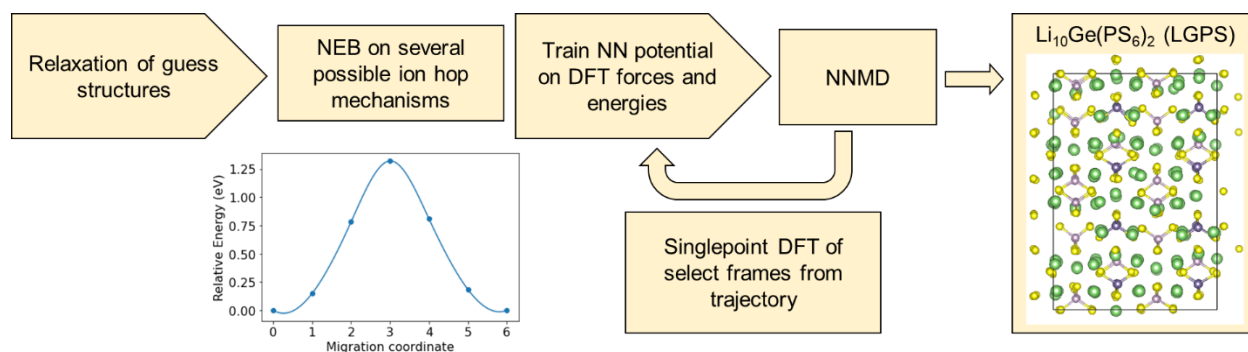 Relaxation of guess
structures
NEB on several
possible ion hop
mechanisms
Train NN potential
on DFT forces and
energies
NNMD
Li₁₀Ge(PS₆)₂ (LGPS)
Singlepoint DFT of
select frames from
trajectory
Relative Energy (eV)
1.25
1.00
0.75
0.50
0.25
0.00
0 1 2 3 4 5 6
Migration coordinate